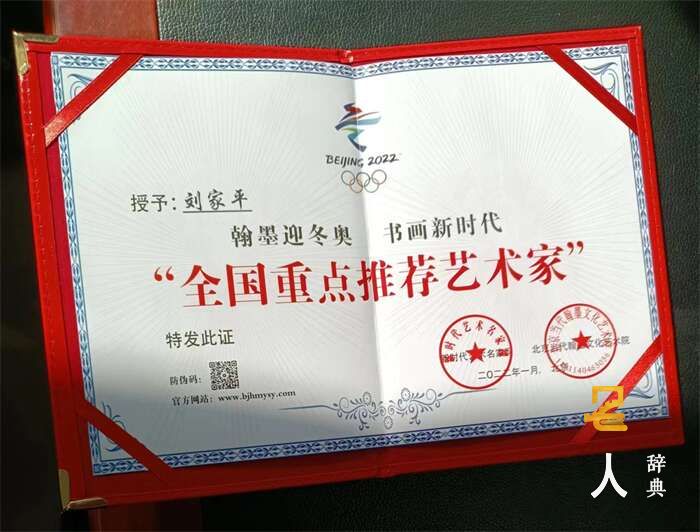 BEIJING 2022
授予：刘家平
翰墨迎冬奥 书画新时代
“全国重点推荐艺术家”
特发此证
防伪码：
官方网站：www.bjhmysy.com
二〇二二年一月
人
辞典